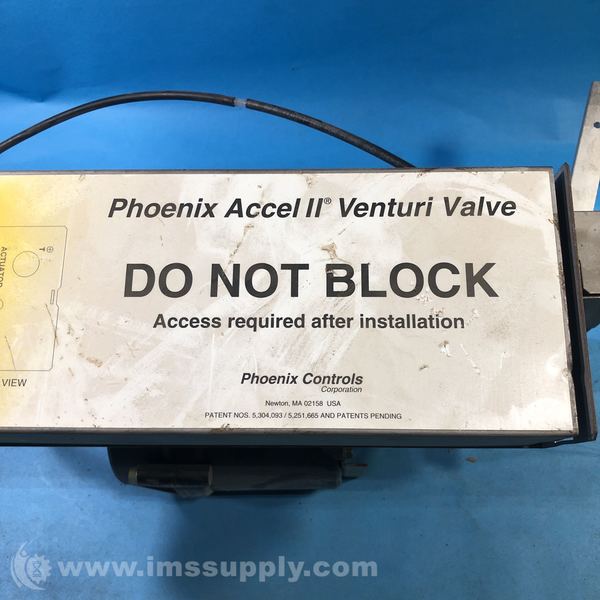 Phoenix Accel II® Venturi Valve
DO NOT BLOCK
Access required after installation
Phoenix Controls
Corporation
Newton, MA 02158 USA
PATENT NOS. 5,304,093 / 5,251,665 AND PATENTS PENDING
ACTUATOR
VIEW
www.imssupply.com